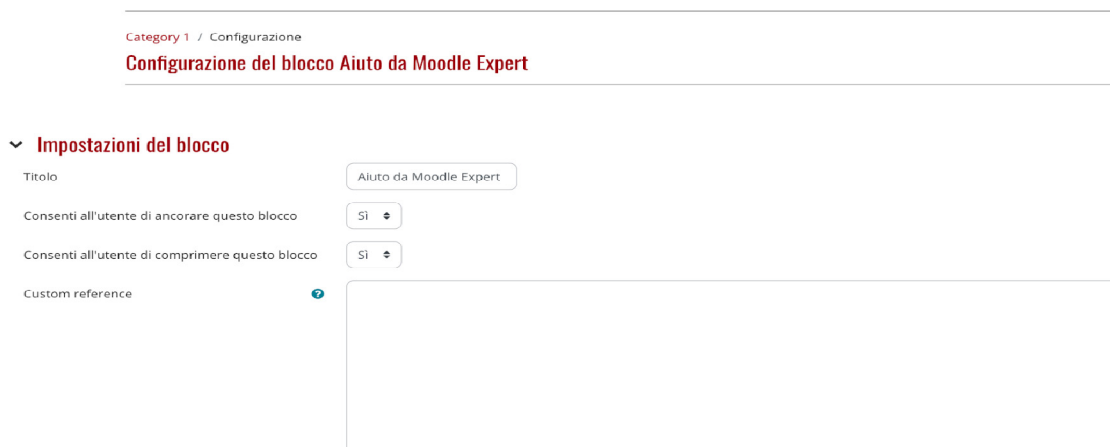 Category 1 / Configurazione
Configurazione del blocco Aiuto da Moodle Expert
Impostazioni del blocco
Titolo Aiuto da Moodle Expert
Consenti all'utente di ancorare questo blocco Sì
Consenti all'utente di comprimere questo blocco Sì
Custom reference ?